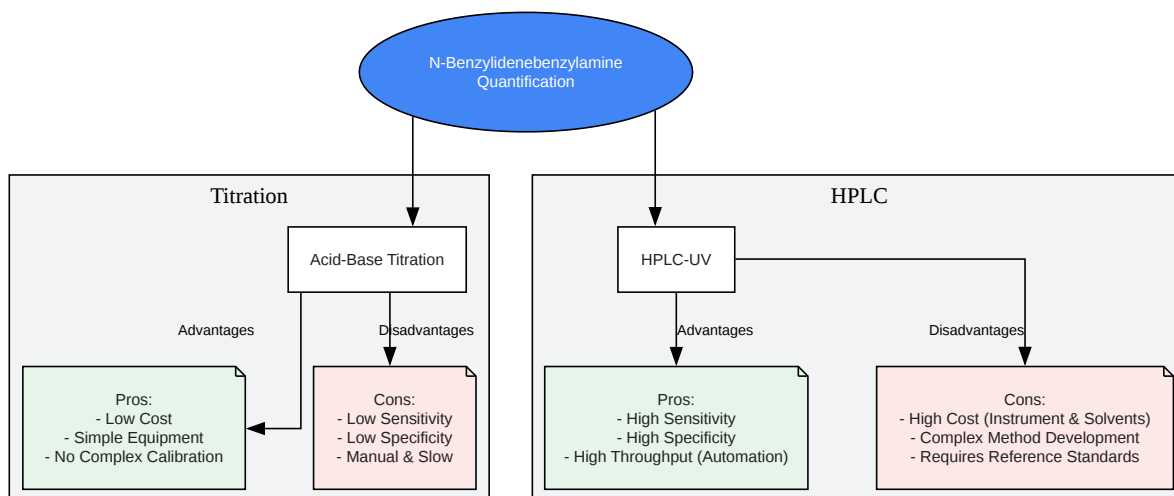 N-Benzylidenebenzylamine
Quantification
Titration
Acid-Base Titration
Advantages
Disadvantages
Pros:
- Low Cost
- Simple Equipment
- No Complex Calibration
Cons:
- Low Sensitivity
- Low Specificity
- Manual & Slow
HPLC
HPLC-UV
Advantages
Disadvantages
Pros:
- High Sensitivity
- High Specificity
- High Throughput (Automation)
Cons:
- High Cost (Instrument & Solvents)
- Complex Method Development
- Requires Reference Standards